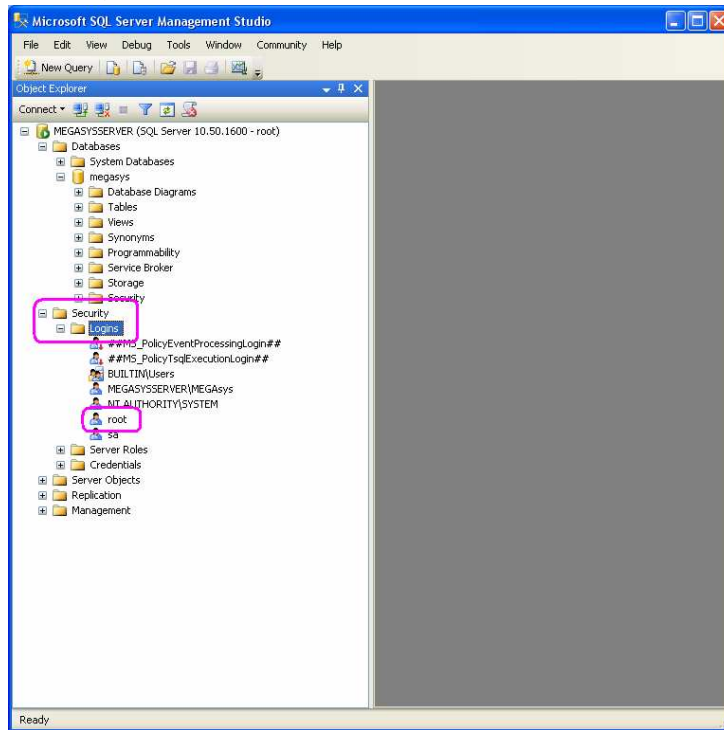 Microsoft SQL Server Management Studio
File Edit View Debug Tools Window Community Help
New Query
Object Explorer
Connect
MEGASYSSERVER (SQL Server 10.50.1600 - root)
Databases
System Databases
megasys
Database Diagrams
Tables
Views
Synonyms
Programmability
Service Broker
Storage
Security
Security
Logins
##MS_PolicyEventProcessingLogin##
##MS_PolicyTsqlExecutionLogin##
BUILTIN\Users
MEGASYSSERVER\MEGAsys
NT AUTHORITY\SYSTEM
root
sa
Server Roles
Credentials
Server Objects
Replication
Management
Ready